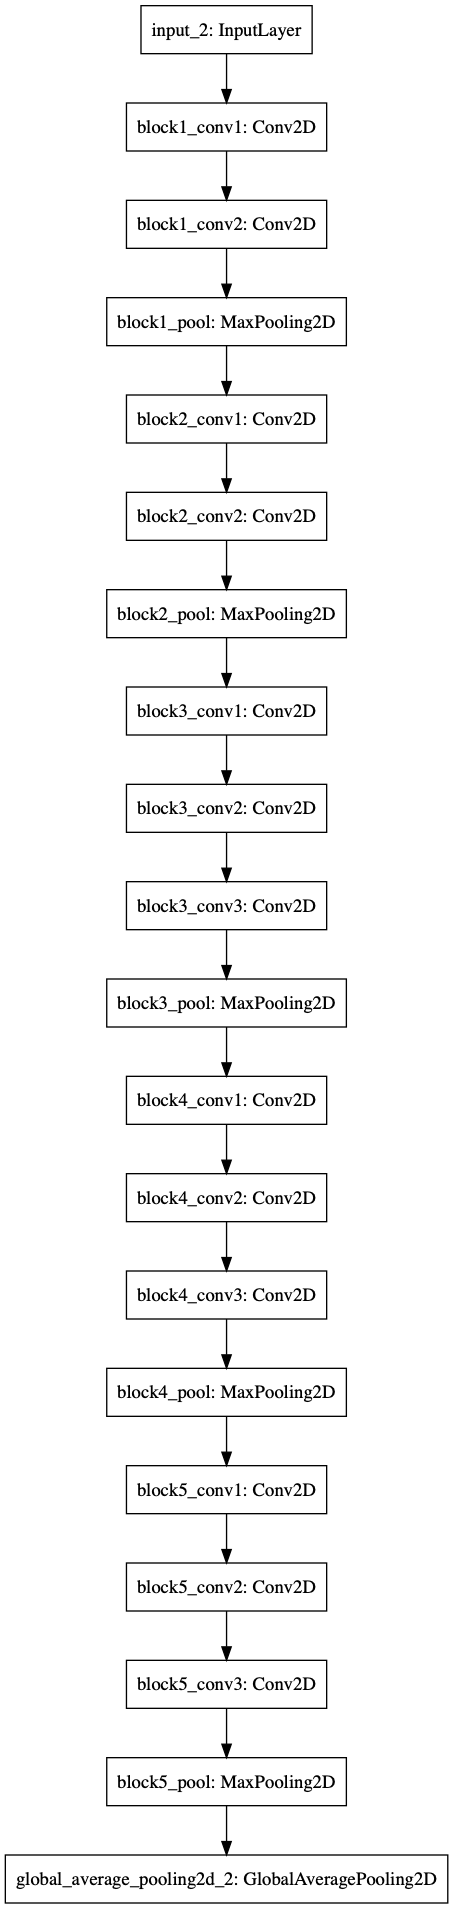 input_2: InputLayer
block1_conv1: Conv2D
block1_conv2: Conv2D
block1_pool: MaxPooling2D
block2_conv1: Conv2D
block2_conv2: Conv2D
block2_pool: MaxPooling2D
block3_conv1: Conv2D
block3_conv2: Conv2D
block3_conv3: Conv2D
block3_pool: MaxPooling2D
block4_conv1: Conv2D
block4_conv2: Conv2D
block4_conv3: Conv2D
block4_pool: MaxPooling2D
block5_conv1: Conv2D
block5_conv2: Conv2D
block5_conv3: Conv2D
block5_pool: MaxPooling2D
global_average_pooling2d_2: GlobalAveragePooling2D